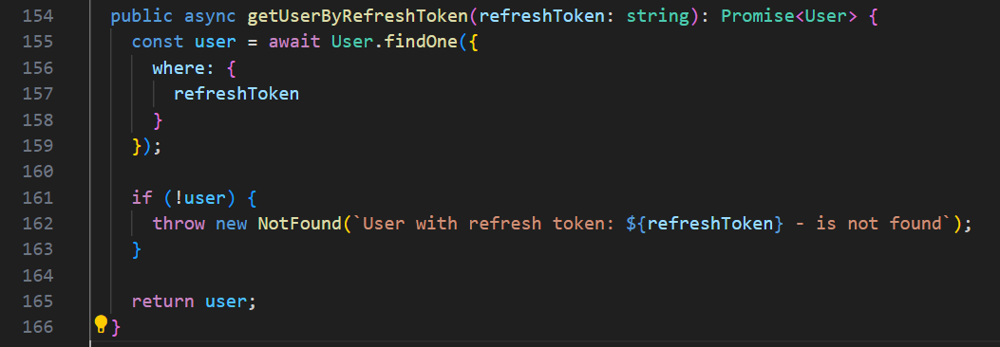 154 public async getUserByRefreshToken(refreshToken: string): Promise<User> {
155 const user = await User.findOne({
156 where: {
157 refreshToken
158 }
159 });
160
161 if (!user) {
162 throw new NotFound(`User with refresh token: ${refreshToken} - is not found`);
163 }
164
165 return user;
166 }